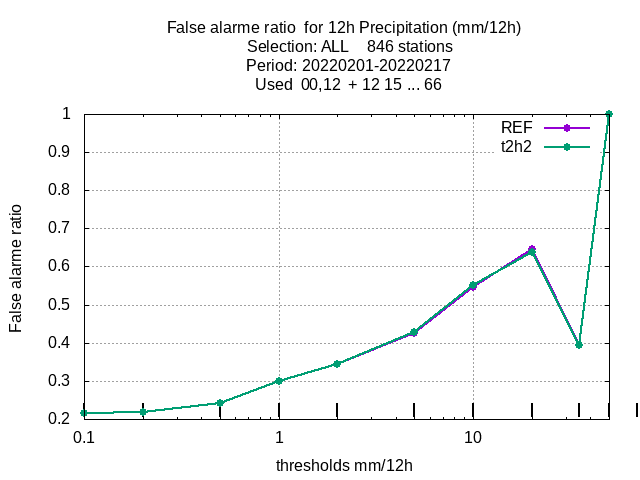 False alarme ratio  for 12h Precipitation (mm/12h)
Selection: ALL    846 stations
Period: 20220201-20220217
Used  00,12  + 12 15 ... 66
REF
t2h2
1
0.9
0.8
0.7
0.6
0.5
0.4
0.3
0.2
False alarme ratio
0.1 1 10
thresholds mm/12h